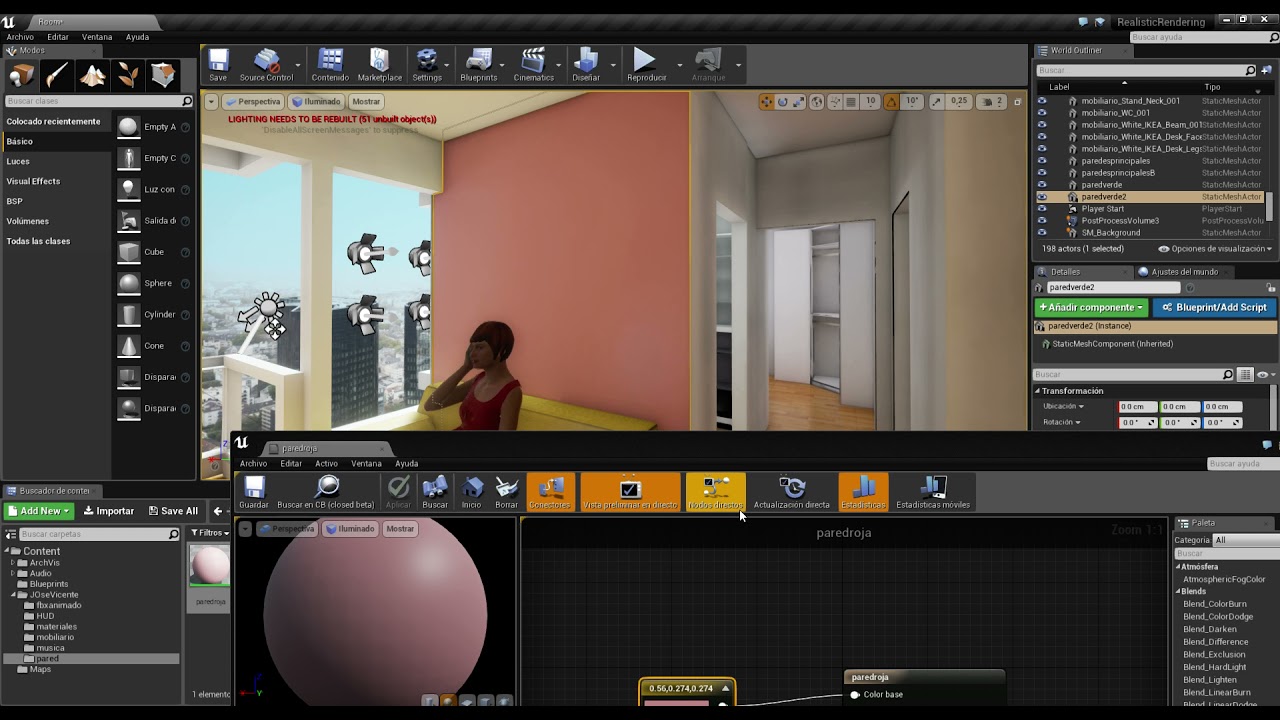 Room*
RealisticRendering
Archivo Editar Ventana Ayuda
Buscar ayuda
Modes
World Outliner
Save Source Control Contenido Marketplace Settings Blueprints Cinematics Diseñar Reproducir Arranque
Buscar
Label Tipo
Buscar clases
Perspectiva Iluminado Mostrar
10 10° 0,25 2
LIGHTING NEEDS TO BE REBUILT (51 unbuilt object(s))
'DisableAllScreenMessages' to suppress
Colocado recientemente
Básico
Luces
Visual Effects
BSP
Volúmenes
Todas las clases
Empty A
Empty C
Luz con
Salida d
Cube
Sphere
Cylinder
Cone
Dispara
Dispara
mobiliario_Stand_Neck_001 StaticMeshActor
mobiliario_WC_001 StaticMeshActor
mobiliario_White_IKEA_Beam_001 StaticMeshActor
mobiliario_White_IKEA_Desk_Face StaticMeshActor
mobiliario_White_IKEA_Desk_Legs StaticMeshActor
paredesprincipales StaticMeshActor
paredesprincipalesB StaticMeshActor
paredverde StaticMeshActor
paredverde2 StaticMeshActor
Player Start PlayerStart
PostProcessVolume3 PostProcessVolu
SM_Background StaticMeshActor
198 actors (1 selected) Opciones de visualización
Detalles Ajustes del mundo
paredverde2
+Añadir componente Blueprint/Add Script
paredverde2 (Instance)
StaticMeshComponent (Inherited)
Buscar
Transformación
Ubicación 0.0 cm 0.0 cm 0.0 cm
Rotación 0.0 ° 0.0 ° 0.0 °
paredroja
Archivo Editar Activo Ventana Ayuda
Buscar ayuda
Guardar Buscar en CB (closed beta) Aplicar Buscar Inicio Borrar Conectores Vista preliminar en directo Nodos directos Actualización directa Estadísticas Estadísticas móviles
Buscador de conter
Add New Importar Save All
Buscar carpetas
Filtros
Content
ArchVis
Audio
Blueprints
JOseVicente
fbxanimado
HUD
materiales
mobiliario
musica
pared
Maps
paredroja
1 elemento
Perspectiva Iluminado Mostrar
paredroja
Zoom 1:1
0.56,0.274,0.274
paredroja
Color base
Paleta
Categoría: All
Buscar
Atmósfera
AtmosphericFogColor
Blends
Blend_ColorBurn
Blend_ColorDodge
Blend_Darken
Blend_Difference
Blend_Exclusion
Blend_HardLight
Blend_Lighten
Blend_LinearBurn
Blend_LinearDodge